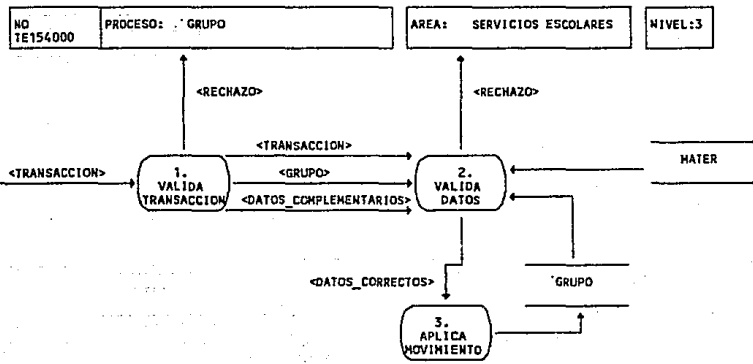 NO
TE154000
PROCESO: GRUPO
AREA: SERVICIOS ESCOLARES
NIVEL:3
<RECHAZO>
<RECHAZO>
<TRANSACCION>
1.
VALIDA
TRANSACCION
<TRANSACCION>
<GRUPO>
<DATOS_COMPLEMENTARIOS>
2.
VALIDA
DATOS
MATER
<DATOS_CORRECTOS>
GRUPO
3.
APLICA
MOVIMIENTO